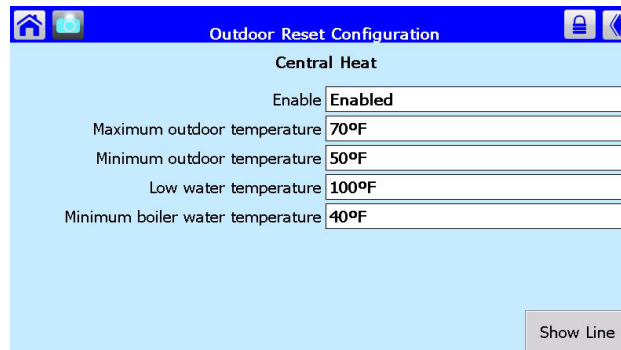 Outdoor Reset Configuration
Central Heat
Enable Enabled
Maximum outdoor temperature 70ºF
Minimum outdoor temperature 50ºF
Low water temperature 100ºF
Minimum boiler water temperature 40ºF
Show Line